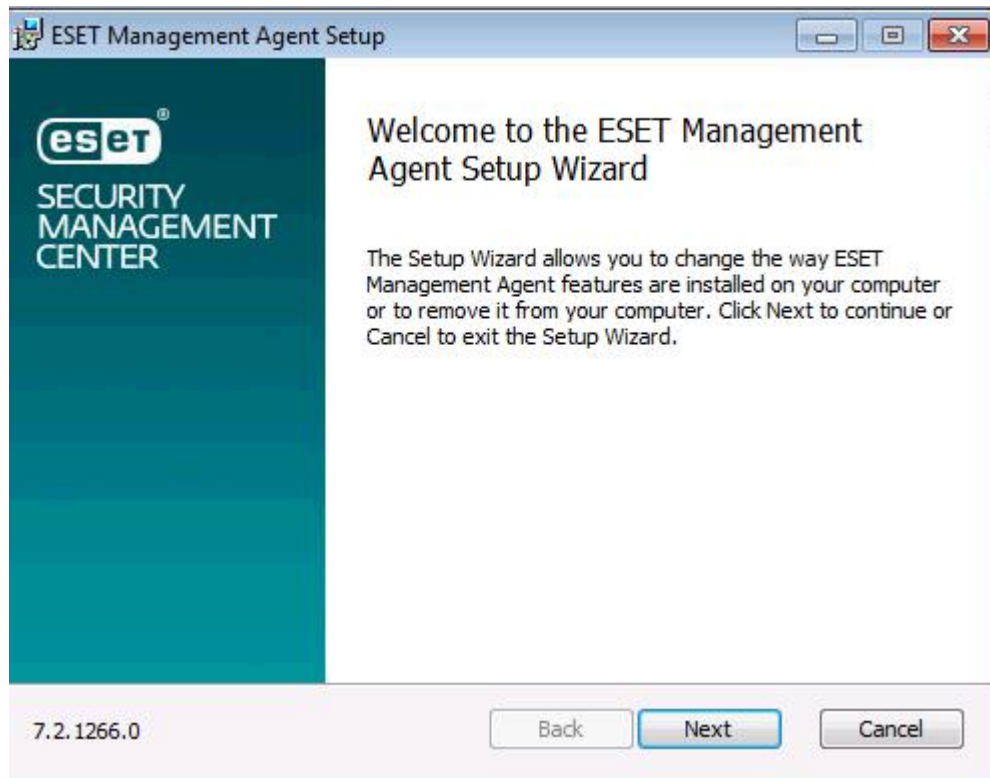 ESET Management Agent Setup
eseT®
SECURITY
MANAGEMENT
CENTER
Welcome to the ESET Management
Agent Setup Wizard
The Setup Wizard allows you to change the way ESET
Management Agent features are installed on your computer
or to remove it from your computer. Click Next to continue or
Cancel to exit the Setup Wizard.
7.2.1266.0
Back
Next
Cancel